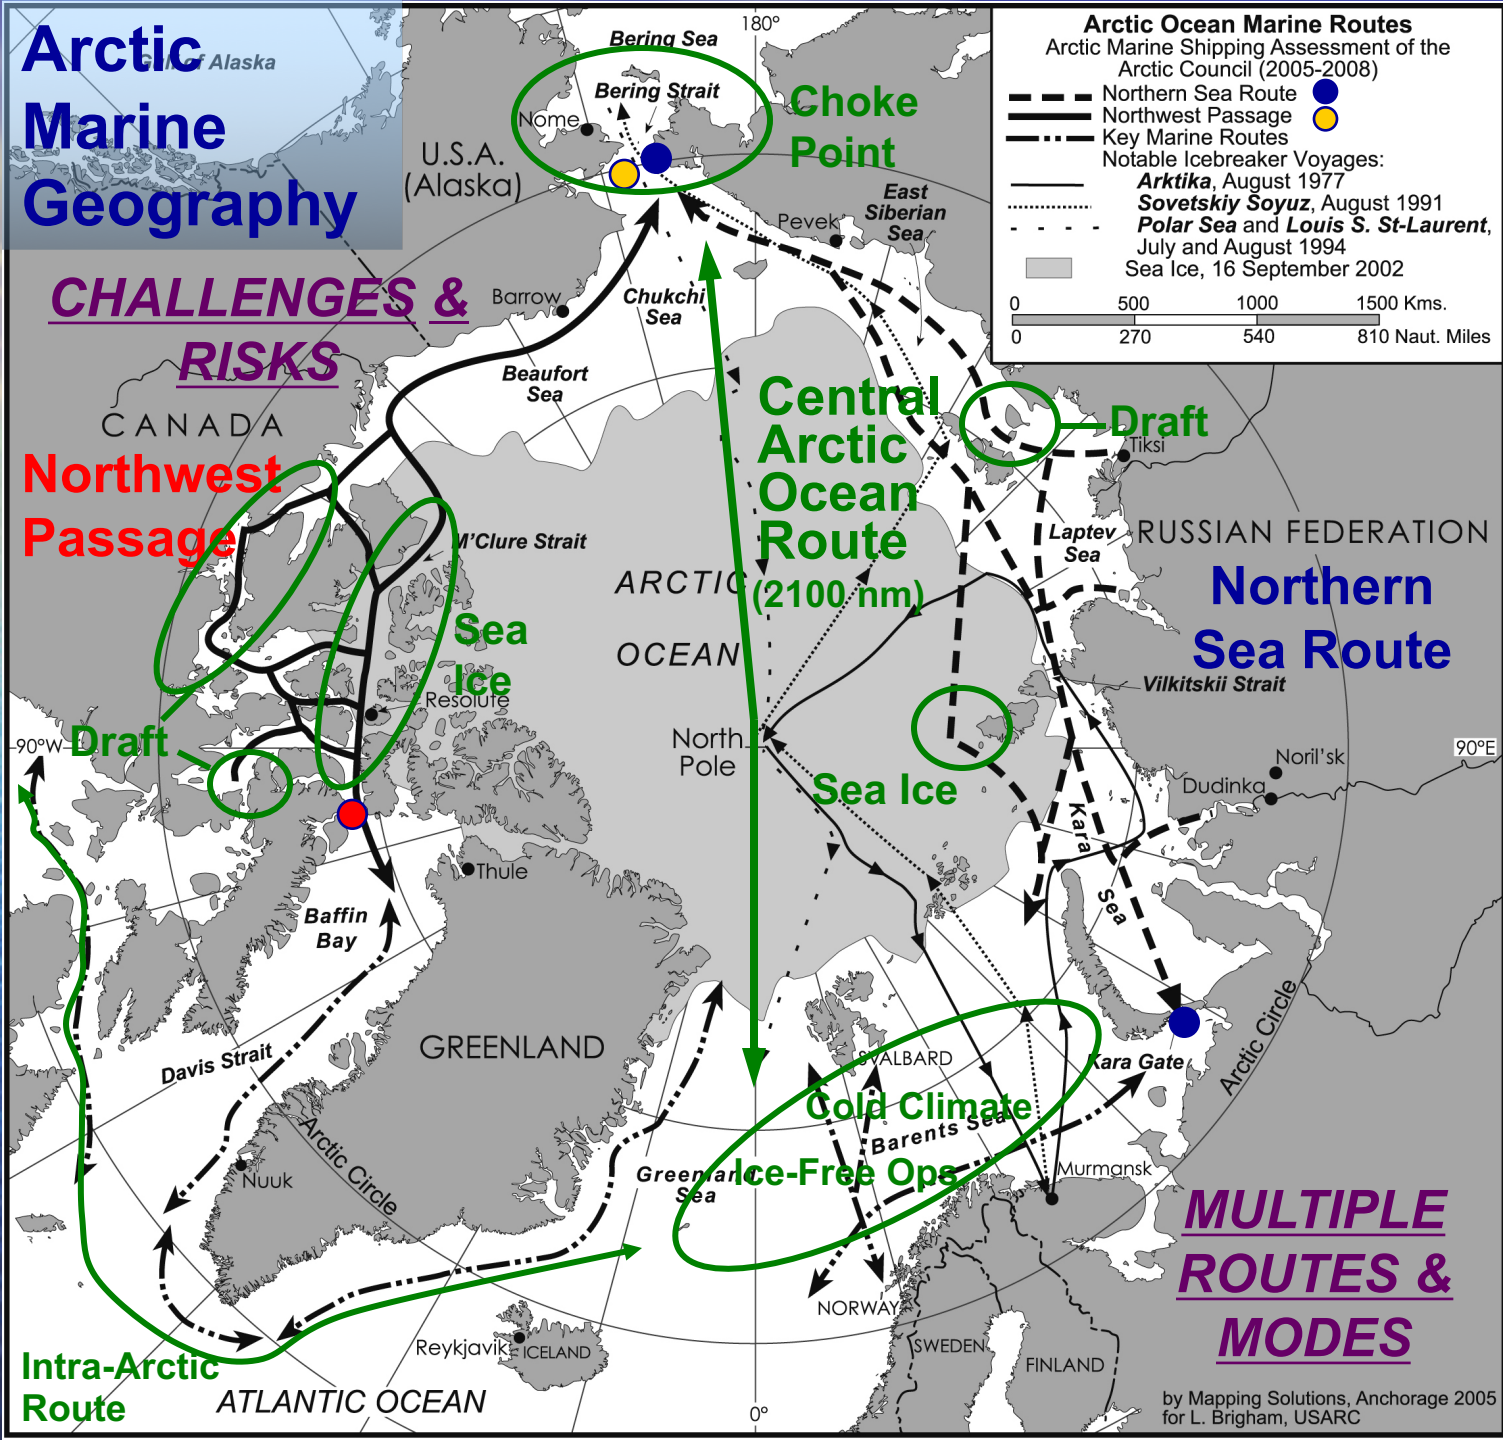 Arctic
Marine
Geography
Gulf of Alaska
CHALLENGES &
RISKS
180°
Bering Sea
Bering Strait
Nome
Choke
Point
U.S.A.
(Alaska)
East
Siberian
Sea
Pevek
Barrow
Chukchi
Sea
Beaufort
Sea
Arctic Ocean Marine Routes
Arctic Marine Shipping Assessment of the
Arctic Council (2005-2008)
Northern Sea Route
Northwest Passage
Key Marine Routes
Notable Icebreaker Voyages:
Arktika, August 1977
Sovetskiy Soyuz, August 1991
Polar Sea and Louis S. St-Laurent,
July and August 1994
Sea Ice, 16 September 2002
0 500 1000 1500 Kms.
0 270 540 810 Naut. Miles
CANADA
Northwest
Passage
Central
Arctic
Ocean
Route
(2100 nm)
Draft
Tiksi
M'Clure Strait
Laptev
Sea
RUSSIAN FEDERATION
Northern
Sea Route
ARCTIC
OCEAN
Sea
Ice
Resolute
Vilkitskii Strait
Draft
90°W
North
Pole
Sea Ice
90°E
Noril'sk
Dudinka
Kara
Sea
Thule
Baffin
Bay
Davis Strait
GREENLAND
SVALBARD
Kara Gate
Arctic Circle
Cold Climate
Barents Sea
Ice-Free Ops
Arctic Circle
Nuuk
Greenland
Sea
Murmansk
MULTIPLE
ROUTES &
MODES
NORWAY
SWEDEN
FINLAND
Reykjavik
ICELAND
Intra-Arctic
Route
ATLANTIC OCEAN
0°
by Mapping Solutions, Anchorage 2005
for L. Brigham, USARC